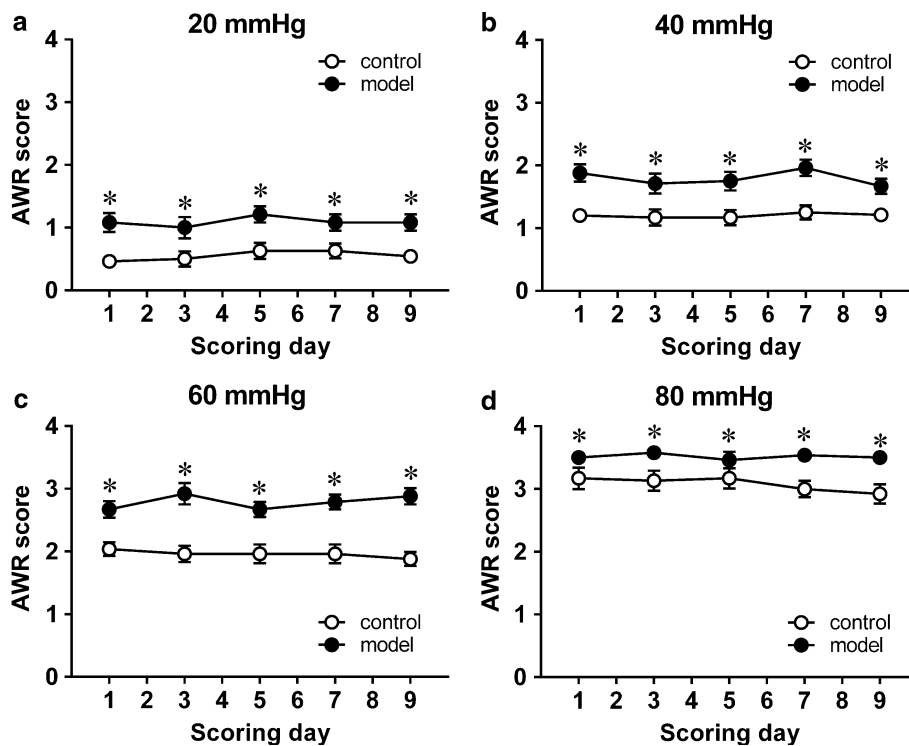 a
20 mmHg
control
model
AWR score
4
3
2
1
0
* * * * *
1 2 3 4 5 6 7 8 9
Scoring day
b
40 mmHg
control
model
AWR score
4
3
2
1
0
* * * * *
1 2 3 4 5 6 7 8 9
Scoring day
c
60 mmHg
AWR score
4
3
2
1
0
* * * * *
control
model
1 2 3 4 5 6 7 8 9
Scoring day
d
80 mmHg
AWR score
4
3
2
1
0
* * * * *
control
model
1 2 3 4 5 6 7 8 9
Scoring day